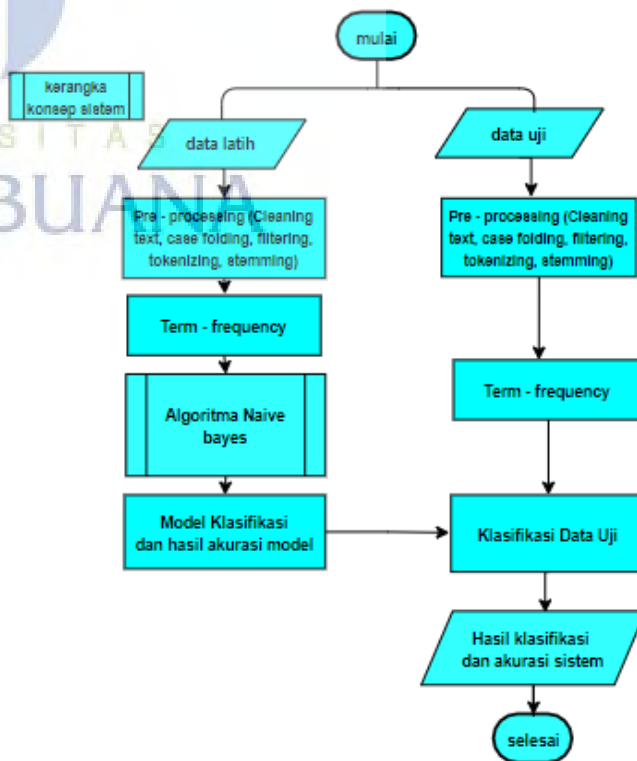 mulai
kerangka
konsep sistem
SITAS
BUANA
data latih
data uji
Pre - processing (Cleaning
text, case folding, filtering,
tokenizing, stemming)
Pre - processing (Cleaning
text, case folding, filtering,
tokenizing, stemming)
Term - frequency
Term - frequency
Algoritma Naive
bayes
Model Klasifikasi
dan hasil akurasi model
Klasifikasi Data Uji
Hasil klasifikasi
dan akurasi sistem
selesai